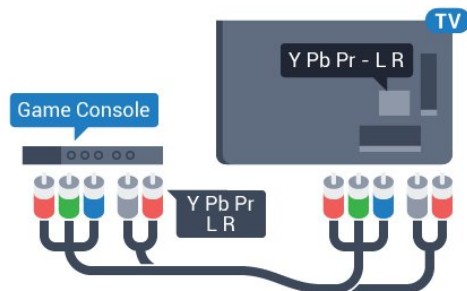 TV
Y Pb Pr - L R
Game Console
Y Pb Pr
L R